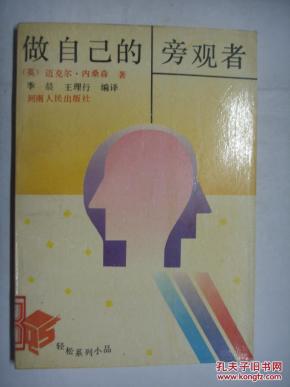 做自己的旁观者
（英）迈克尔·内桑森 著
季晨 王理行 编译
河南人民出版社
轻松系列小品